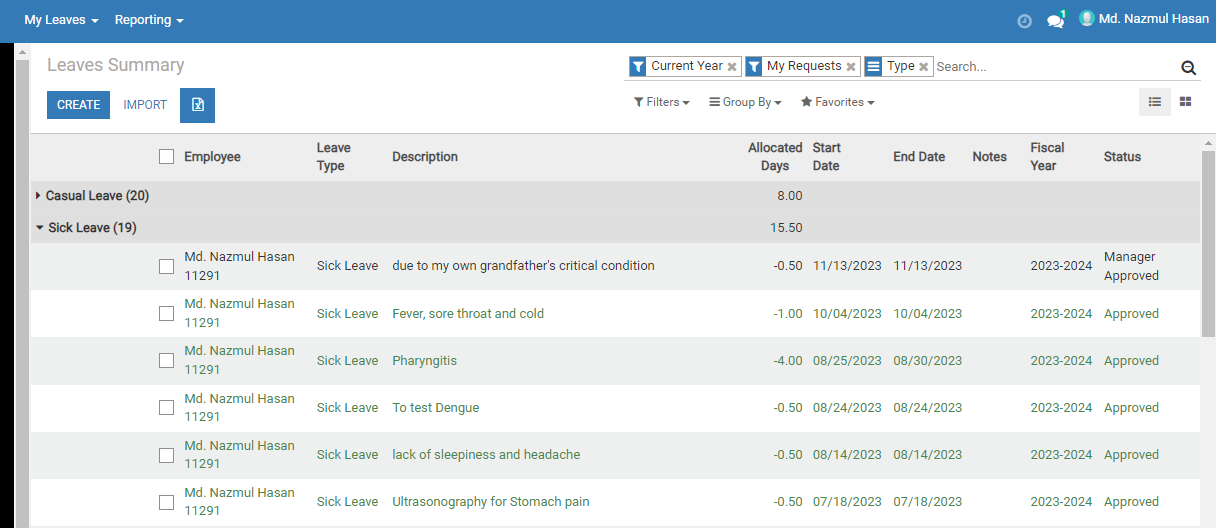 My Leaves Reporting 1 Md. Nazmul Hasan
Leaves Summary Current Year My Requests Type Search...
CREATE IMPORT Filters Group By Favorites
Employee Leave Type Description Allocated Days Start Date End Date Notes Fiscal Year Status
Casual Leave (20) 8.00
Sick Leave (19) 15.50
Md. Nazmul Hasan 11291 Sick Leave due to my own grandfather's critical condition -0.50 11/13/2023 11/13/2023 2023-2024 Manager Approved
Md. Nazmul Hasan 11291 Sick Leave Fever, sore throat and cold -1.00 10/04/2023 10/04/2023 2023-2024 Approved
Md. Nazmul Hasan 11291 Sick Leave Pharyngitis -4.00 08/25/2023 08/30/2023 2023-2024 Approved
Md. Nazmul Hasan 11291 Sick Leave To test Dengue -0.50 08/24/2023 08/24/2023 2023-2024 Approved
Md. Nazmul Hasan 11291 Sick Leave lack of sleepiness and headache -0.50 08/14/2023 08/14/2023 2023-2024 Approved
Md. Nazmul Hasan 11291 Sick Leave Ultrasonography for Stomach pain -0.50 07/18/2023 07/18/2023 2023-2024 Approved